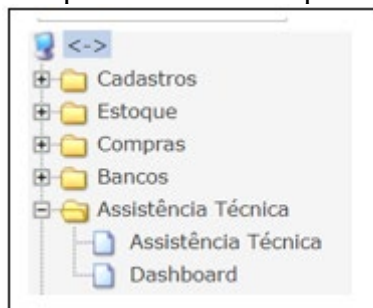 <->
Cadastros
Estoque
Compras
Bancos
Assistência Técnica
Assistência Técnica
Dashboard